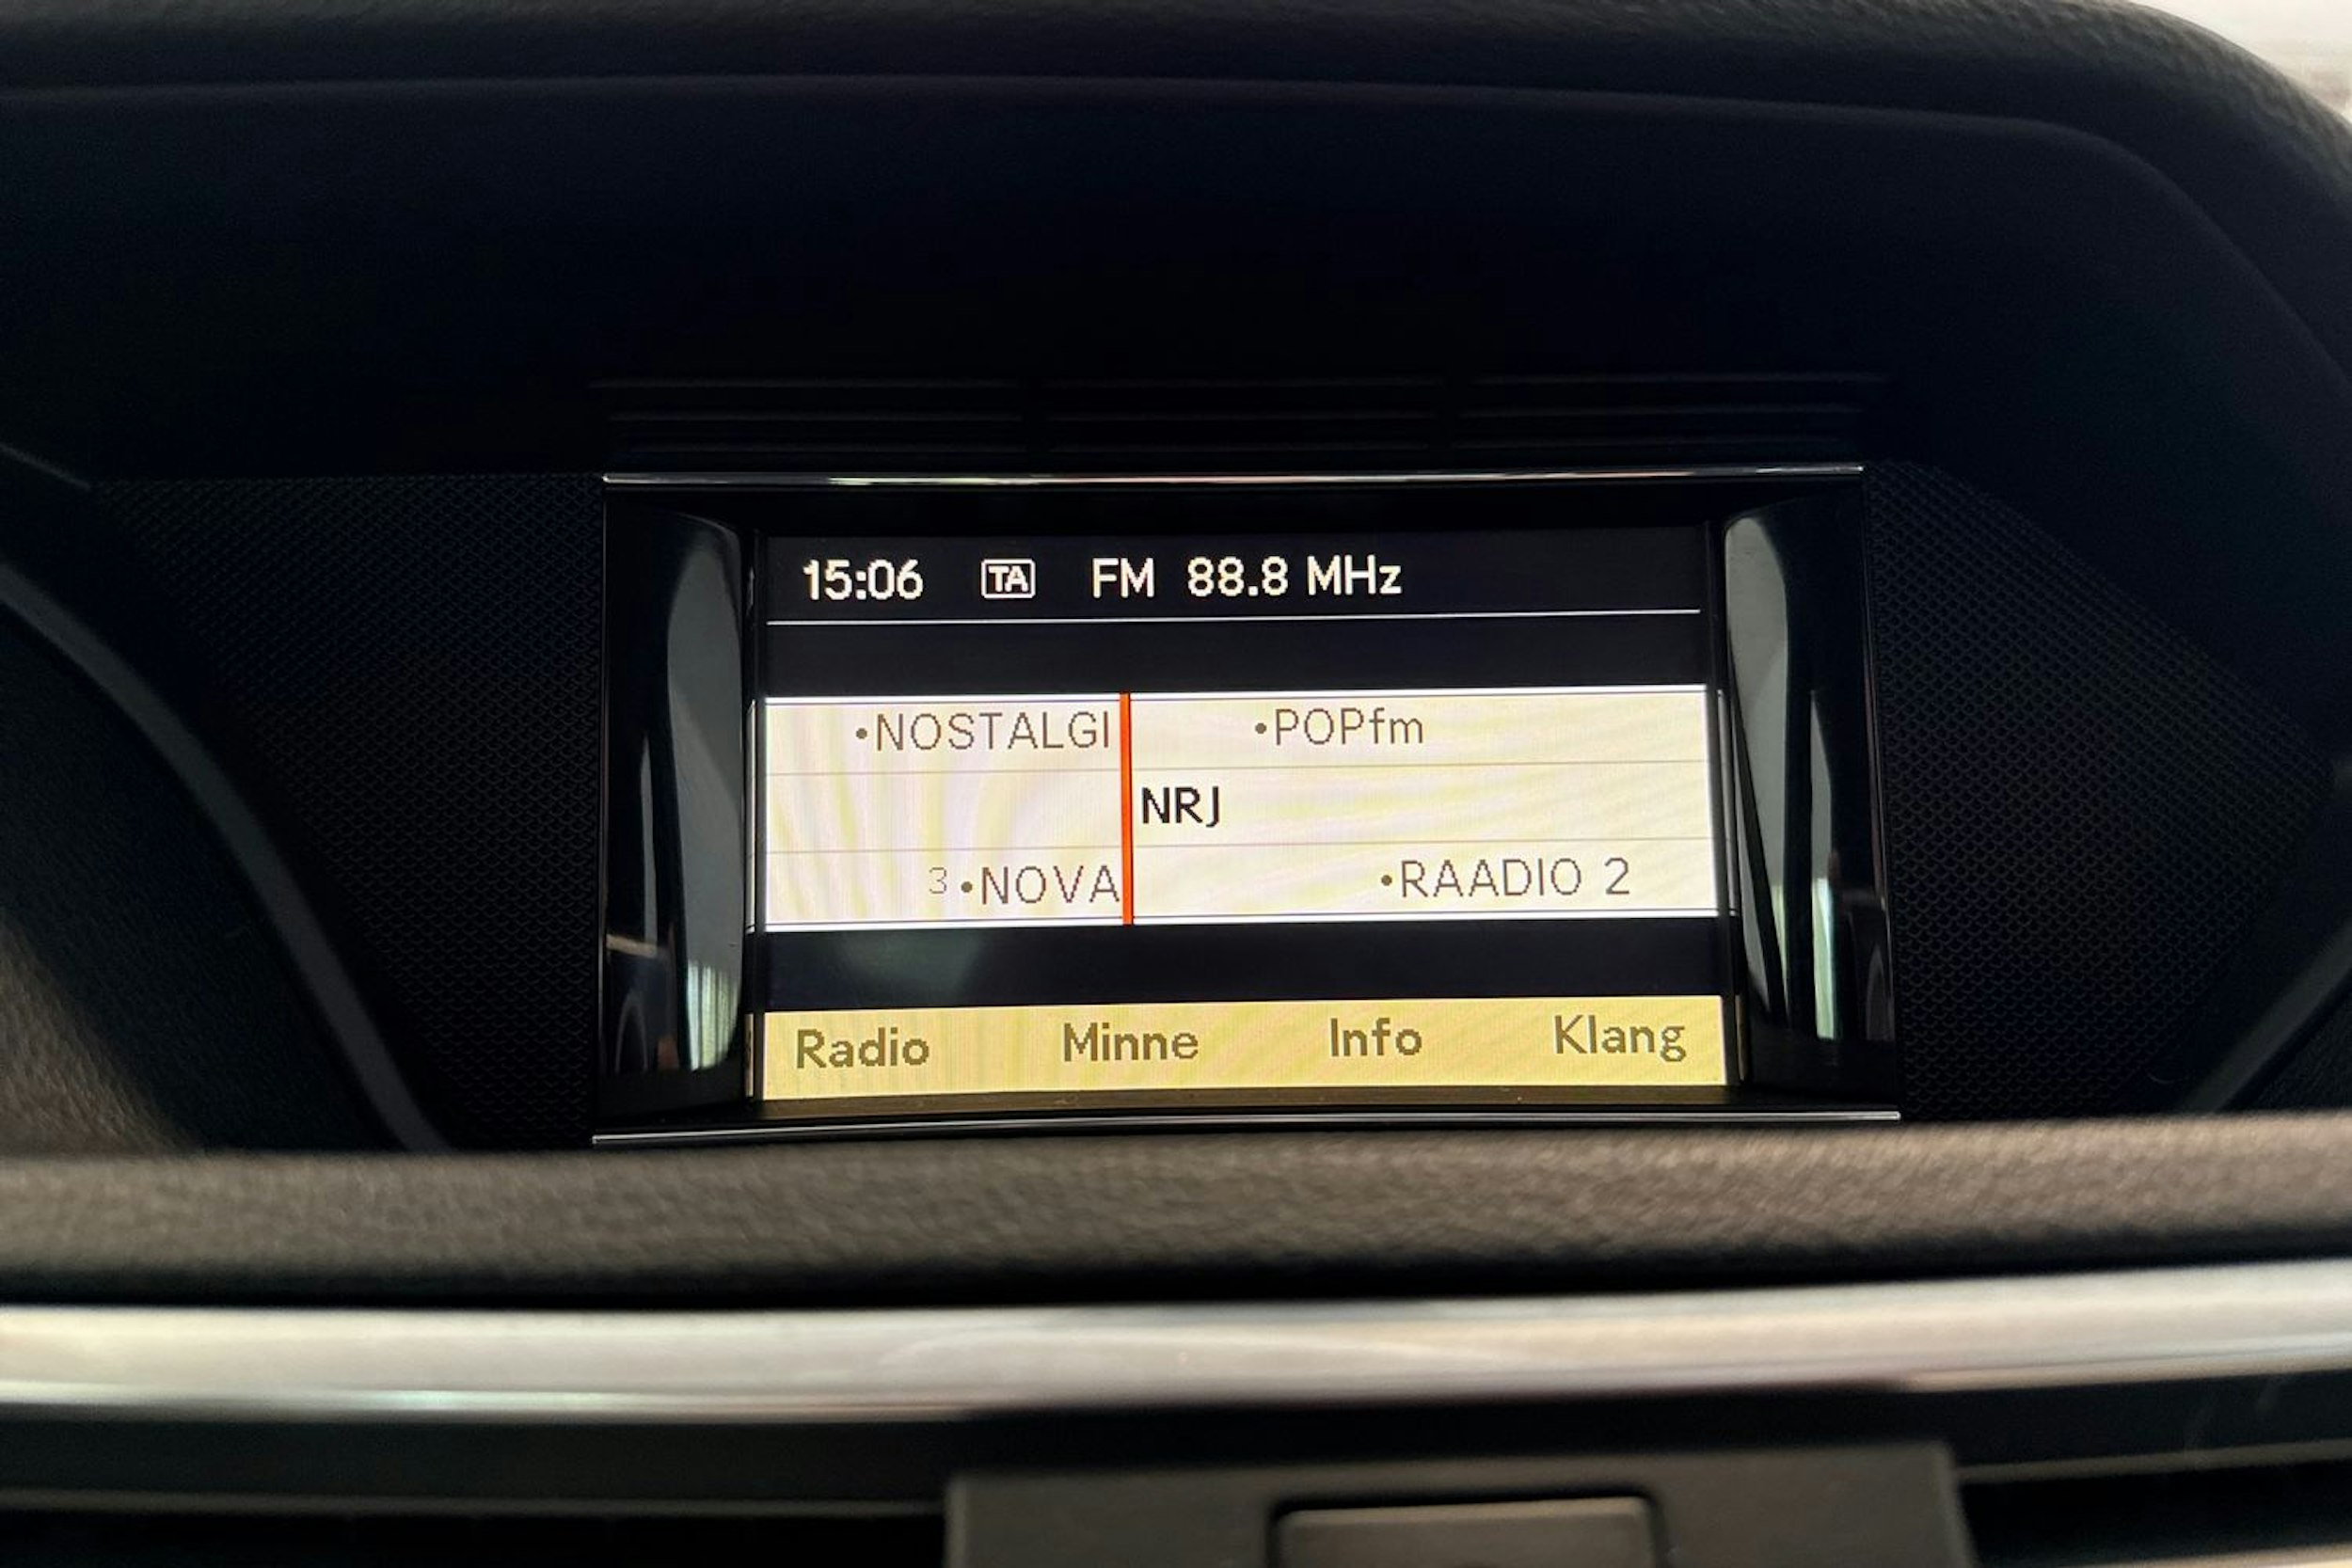 15:06 TA FM 88.8 MHz
•NOSTALGI •POPfm
NRJ
3 •NOVA •RAADIO 2
Radio Minne Info Klang